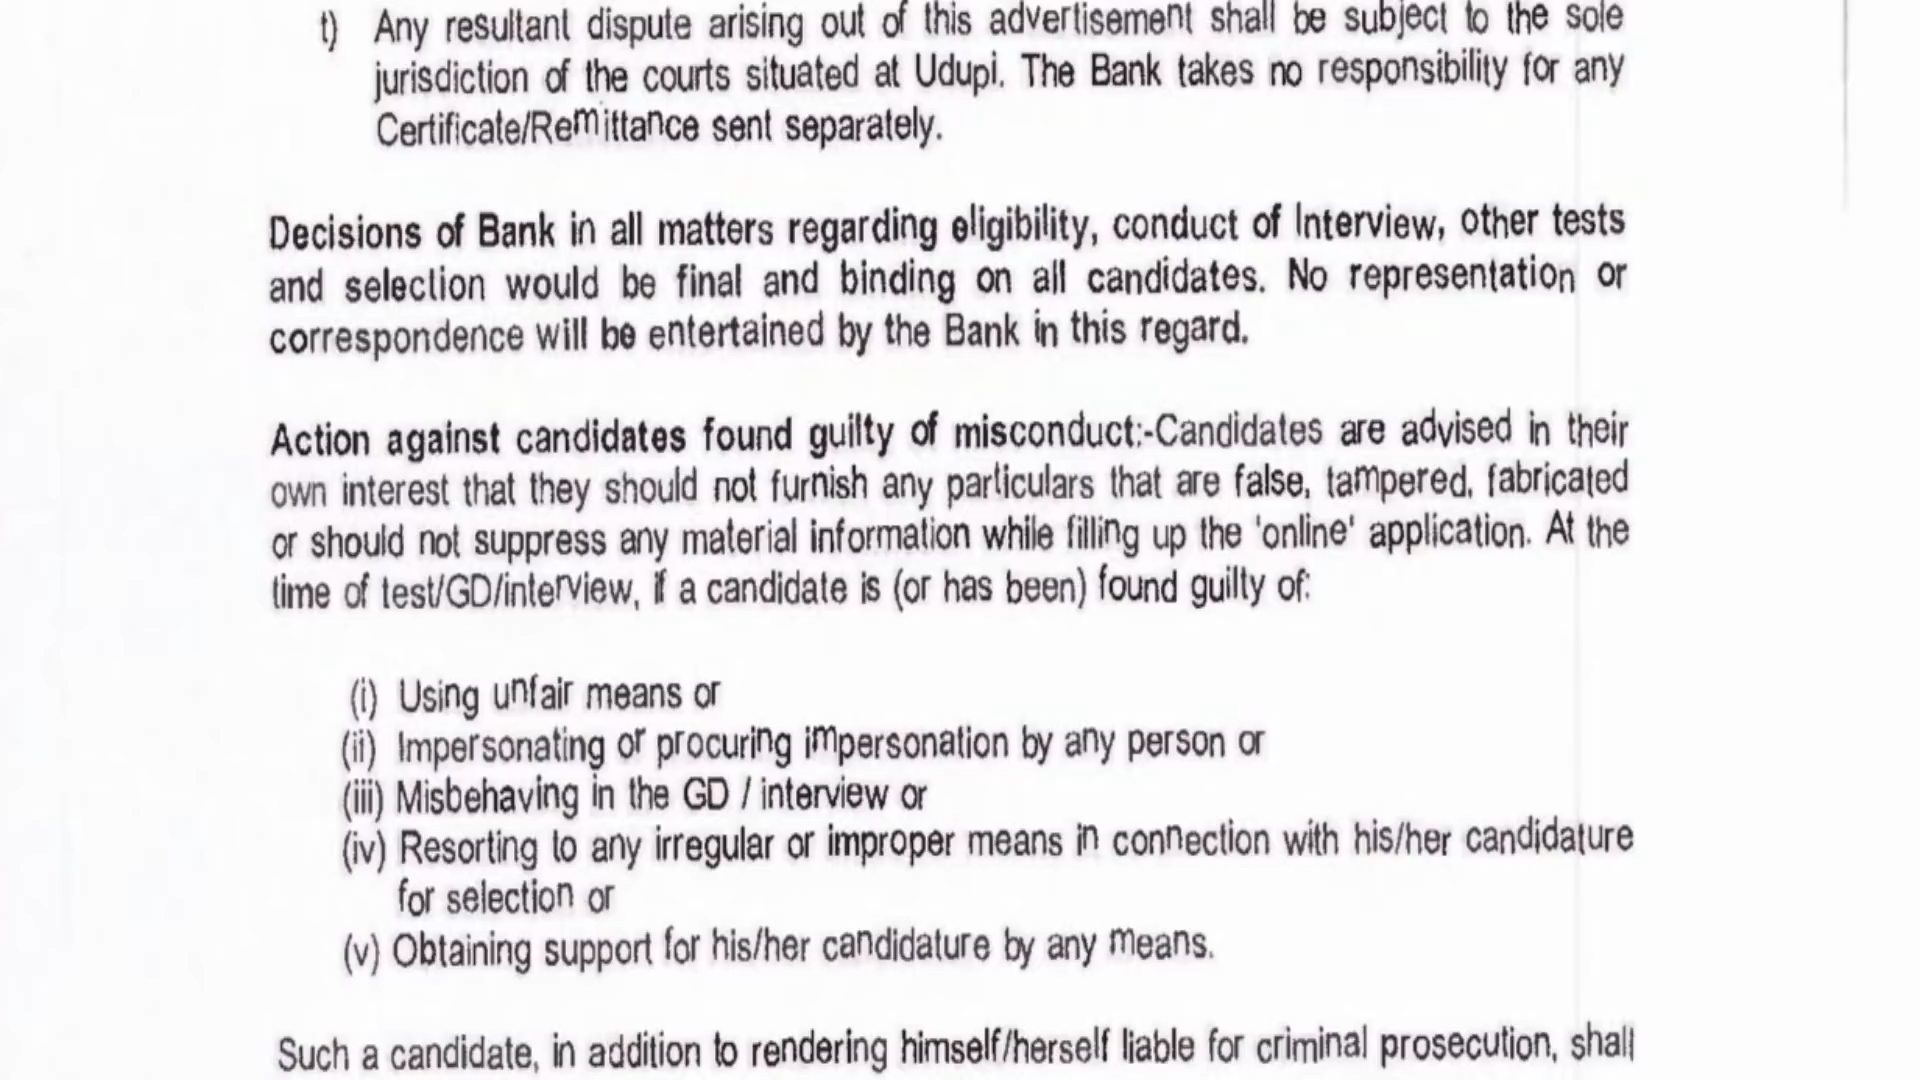 t) Any resultant dispute arising out of this advertisement shall be subject to the sole
jurisdiction of the courts situated at Udupi. The Bank takes no responsibility for any
Certificate/Remittance sent separately.
Decisions of Bank in all matters regarding eligibility, conduct of Interview, other tests
and selection would be final and binding on all candidates. No representation or
correspondence will be entertained by the Bank in this regard.
Action against candidates found guilty of misconduct:-Candidates are advised in their
own interest that they should not furnish any particulars that are false, tampered, fabricated
or should not suppress any material information while filling up the 'online' application. At the
time of test/GD/interview, if a candidate is (or has been) found guilty of:
(i) Using unfair means or
(ii) Impersonating or procuring impersonation by any person or
(iii) Misbehaving in the GD / interview or
(iv) Resorting to any irregular or improper means in connection with his/her candidature
for selection or
(v) Obtaining support for his/her candidature by any means.
Such a candidate, in addition to rendering himself/herself liable for criminal prosecution, shall